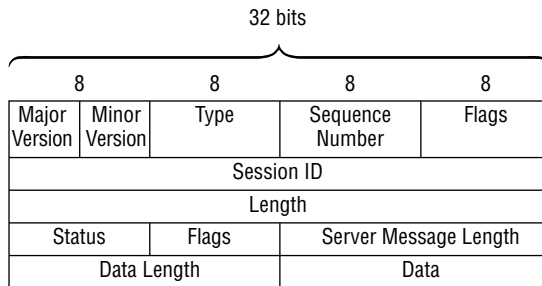 32 bits
8 8 8 8
Major Version Minor Version Type Sequence Number Flags
Session ID
Length
Status Flags Server Message Length
Data Length Data